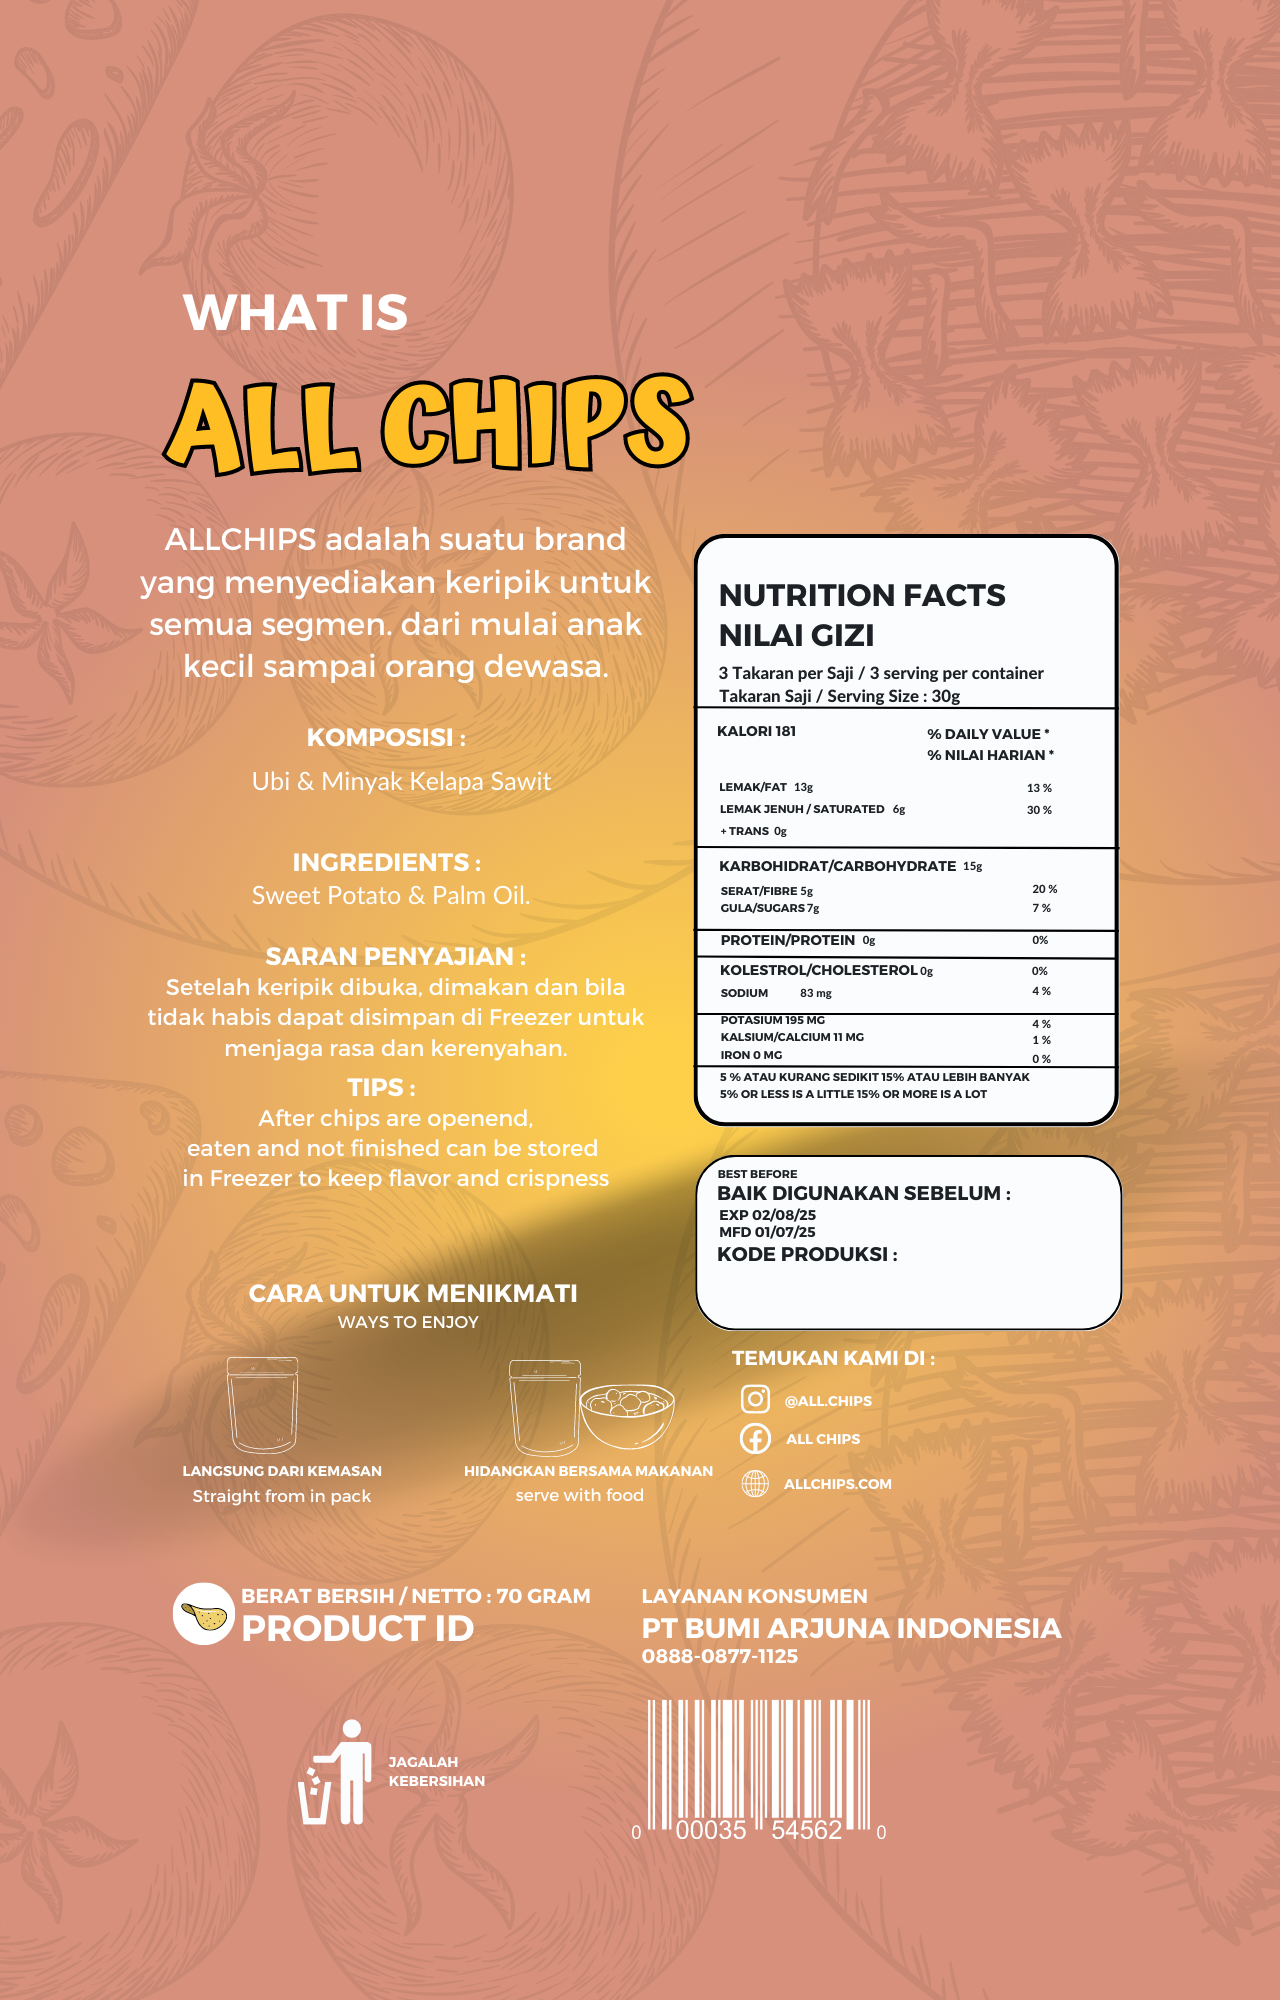 WHAT IS
ALL CHIPS
ALLCHIPS adalah suatu brand
yang menyediakan keripik untuk
semua segmen. dari mulai anak
kecil sampai orang dewasa.
KOMPOSISI :
Ubi & Minyak Kelapa Sawit
INGREDIENTS :
Sweet Potato & Palm Oil.
SARAN PENYAJIAN :
Setelah keripik dibuka, dimakan dan bila
tidak habis dapat disimpan di Freezer untuk
menjaga rasa dan kerenyahan.
TIPS :
After chips are openend,
eaten and not finished can be stored
in Freezer to keep flavor and crispness
NUTRITION FACTS
NILAI GIZI
3 Takaran per Saji / 3 serving per container
Takaran Saji / Serving Size : 30g
KALORI 181
% DAILY VALUE *
% NILAI HARIAN *
LEMAK/FAT 13g 13 %
LEMAK JENUH / SATURATED 6g 30 %
+ TRANS 0g
KARBOHIDRAT/CARBOHYDRATE 15g
SERAT/FIBRE 5g 20 %
GULA/SUGARS 7g 7 %
PROTEIN/PROTEIN 0g 0%
KOLESTROL/CHOLESTEROL 0g 0%
SODIUM 83 mg 4 %
POTASIUM 195 MG 4 %
KALSIUM/CALCIUM 11 MG 1 %
IRON 0 MG 0 %
5 % ATAU KURANG SEDIKIT 15% ATAU LEBIH BANYAK
5% OR LESS IS A LITTLE 15% OR MORE IS A LOT
BEST BEFORE
BAIK DIGUNAKAN SEBELUM :
EXP 02/08/25
MFD 01/07/25
KODE PRODUKSI :
CARA UNTUK MENIKMATI
WAYS TO ENJOY
LANGSUNG DARI KEMASAN
Straight from in pack
HIDANGKAN BERSAMA MAKANAN
serve with food
TEMUKAN KAMI DI :
@ALL.CHIPS
ALL CHIPS
ALLCHIPS.COM
BERAT BERSIH / NETTO : 70 GRAM
PRODUCT ID
LAYANAN KONSUMEN
PT BUMI ARJUNA INDONESIA
0888-0877-1125
JAGALAH
KEBERSIHAN
0 00035 54562 0